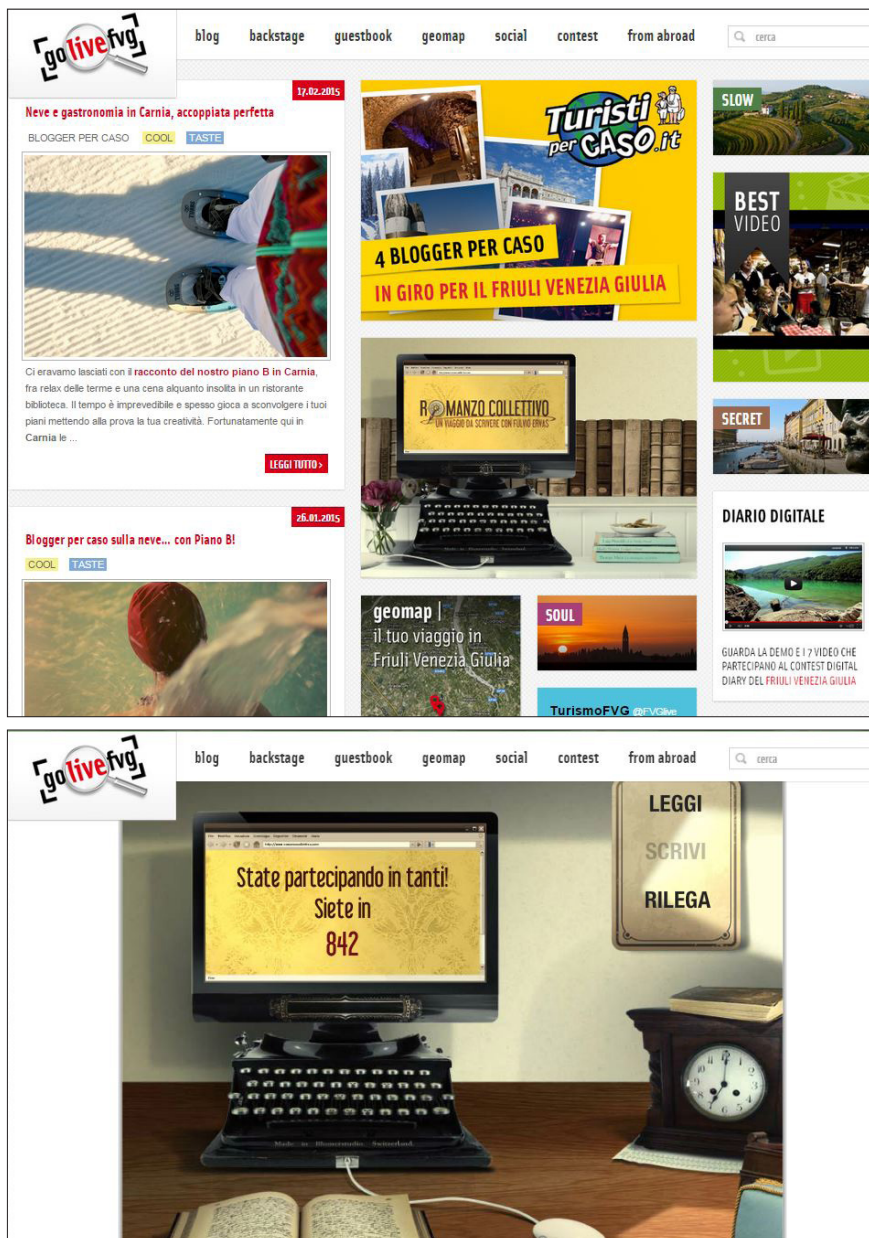 golivefvg
blog backstage guestbook geomap social contest from abroad cerca
17.02.2015
Neve e gastronomia in Carnia, accoppiata perfetta
BLOGGER PER CASO COOL TASTE
Ci eravamo lasciati con il racconto del nostro piano B in Carnia,
fra relax delle terme e una cena alquanto insolita in un ristorante
biblioteca. Il tempo è imprevedibile e spesso gioca a sconvolgere i tuoi
piani mettendo alla prova la tua creatività. Fortunatamente qui in
Carnia le ...
LEGGI TUTTO >
26.01.2015
Blogger per caso sulla neve... con Piano B!
COOL TASTE
Turisti
per CASO.it
4 BLOGGER PER CASO
IN GIRO PER IL FRIULI VENEZIA GIULIA
ROMANZO COLLETTIVO
UN VIAGGIO DA SCRIVERE CON FULVIO ERVAS
geomap |
il tuo viaggio in
Friuli Venezia Giulia
SOUL
TurismoFVG @FVGlive
SLOW
BEST
VIDEO
SECRET
DIARIO DIGITALE
GUARDA LA DEMO E I 7 VIDEO CHE
PARTECIPANO AL CONTEST DIGITAL
DIARY DEL FRIULI VENEZIA GIULIA
golivefvg
blog backstage guestbook geomap social contest from abroad cerca
State partecipando in tanti!
Siete in
842
LEGGI
SCRIVI
RILEGA